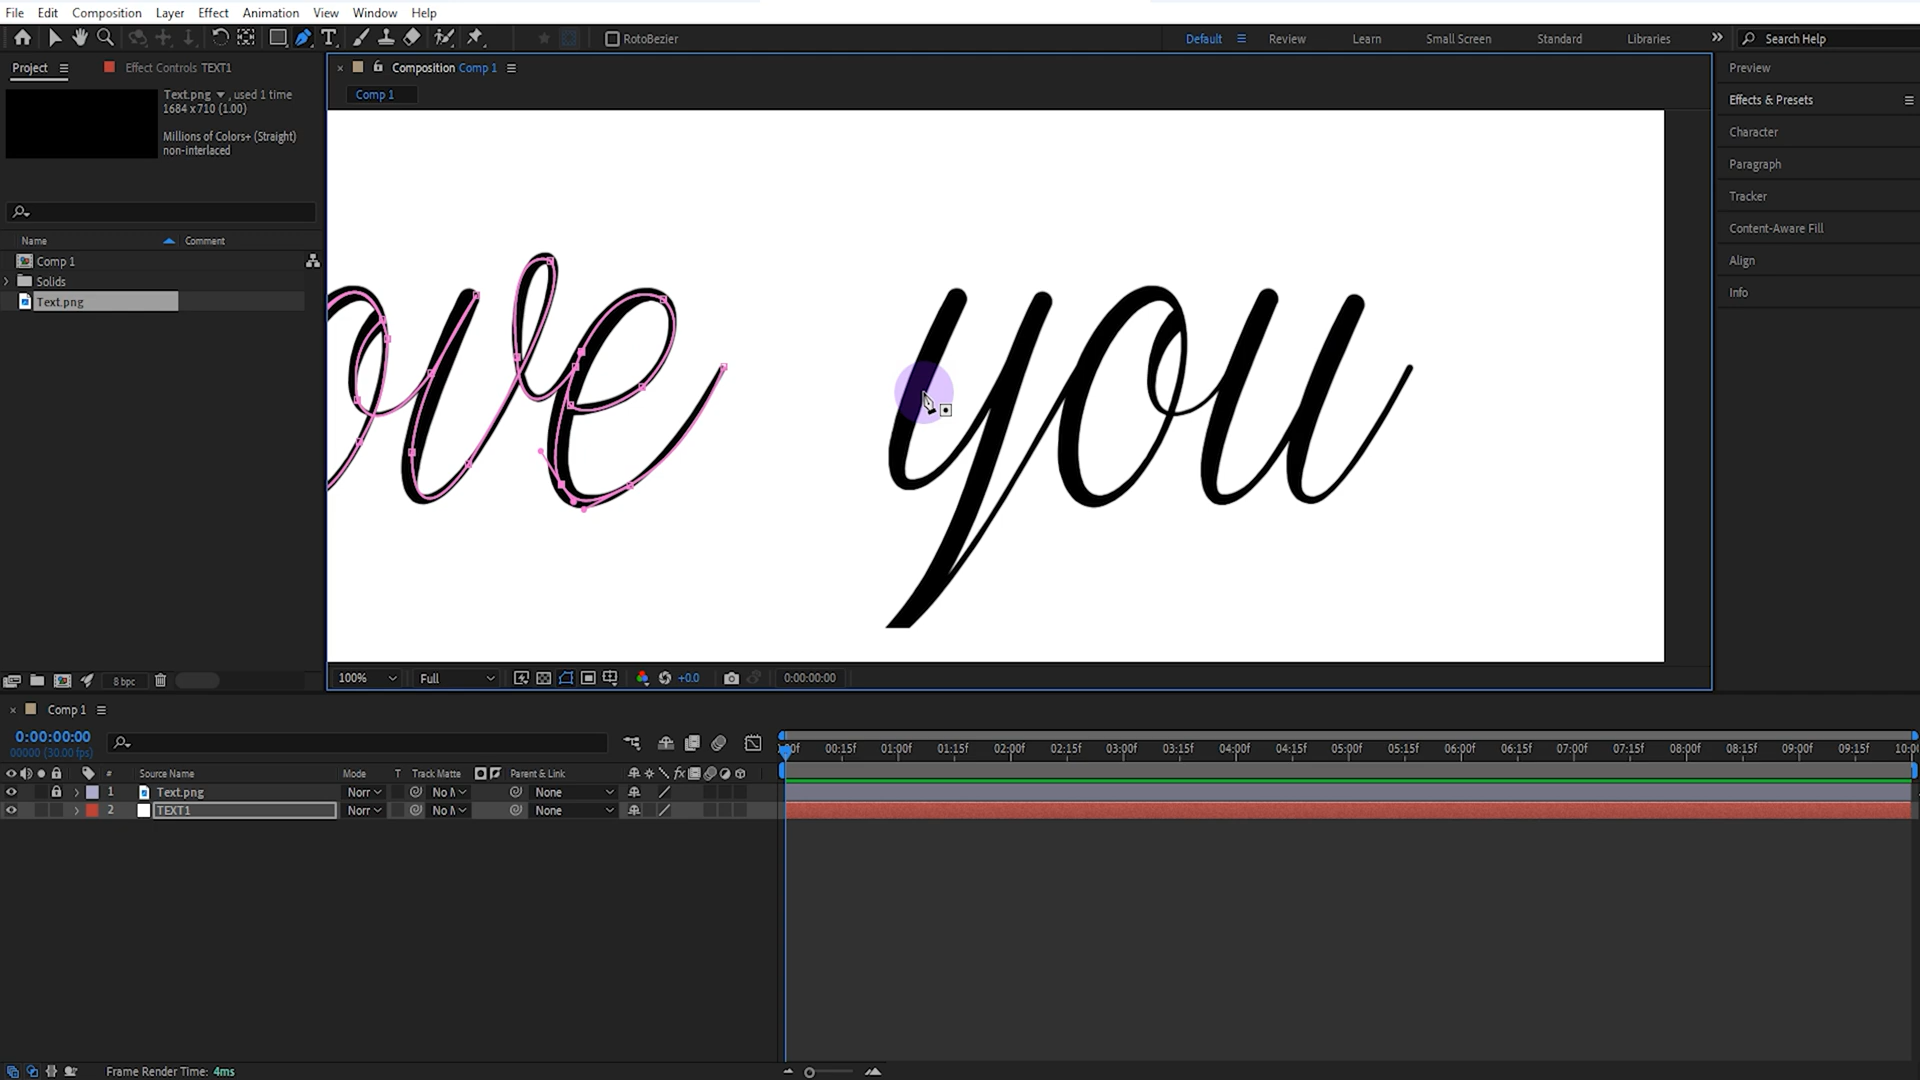 File Edit Composition Layer Effect Animation View Window Help
RotoBezier Default Review Learn Small Screen Standard Libraries Search Help
Project Effect Controls TEXT1
Text.png , used 1 time
1684 x 710 (1.00)
Millions of Colors+ (Straight)
non-interlaced
Name Comment
Comp 1
Solids
Text.png
8 bpc
Composition Comp 1
Comp 1
ove you
100% Full +0.0 0:00:00:00
Preview
Effects & Presets
Character
Paragraph
Tracker
Content-Aware Fill
Align
Info
Comp 1
0:00:00:00
00000 (30.00 fps)
# Source Name Mode T Track Matte Parent & Link
1 Text.png Norr No M None
2 TEXT1 Norr No M None
:00f 00:15f 01:00f 01:15f 02:00f 02:15f 03:00f 03:15f 04:00f 04:15f 05:00f 05:15f 06:00f 06:15f 07:00f 07:15f 08:00f 08:15f 09:00f 09:15f 10:0
Frame Render Time: 4ms